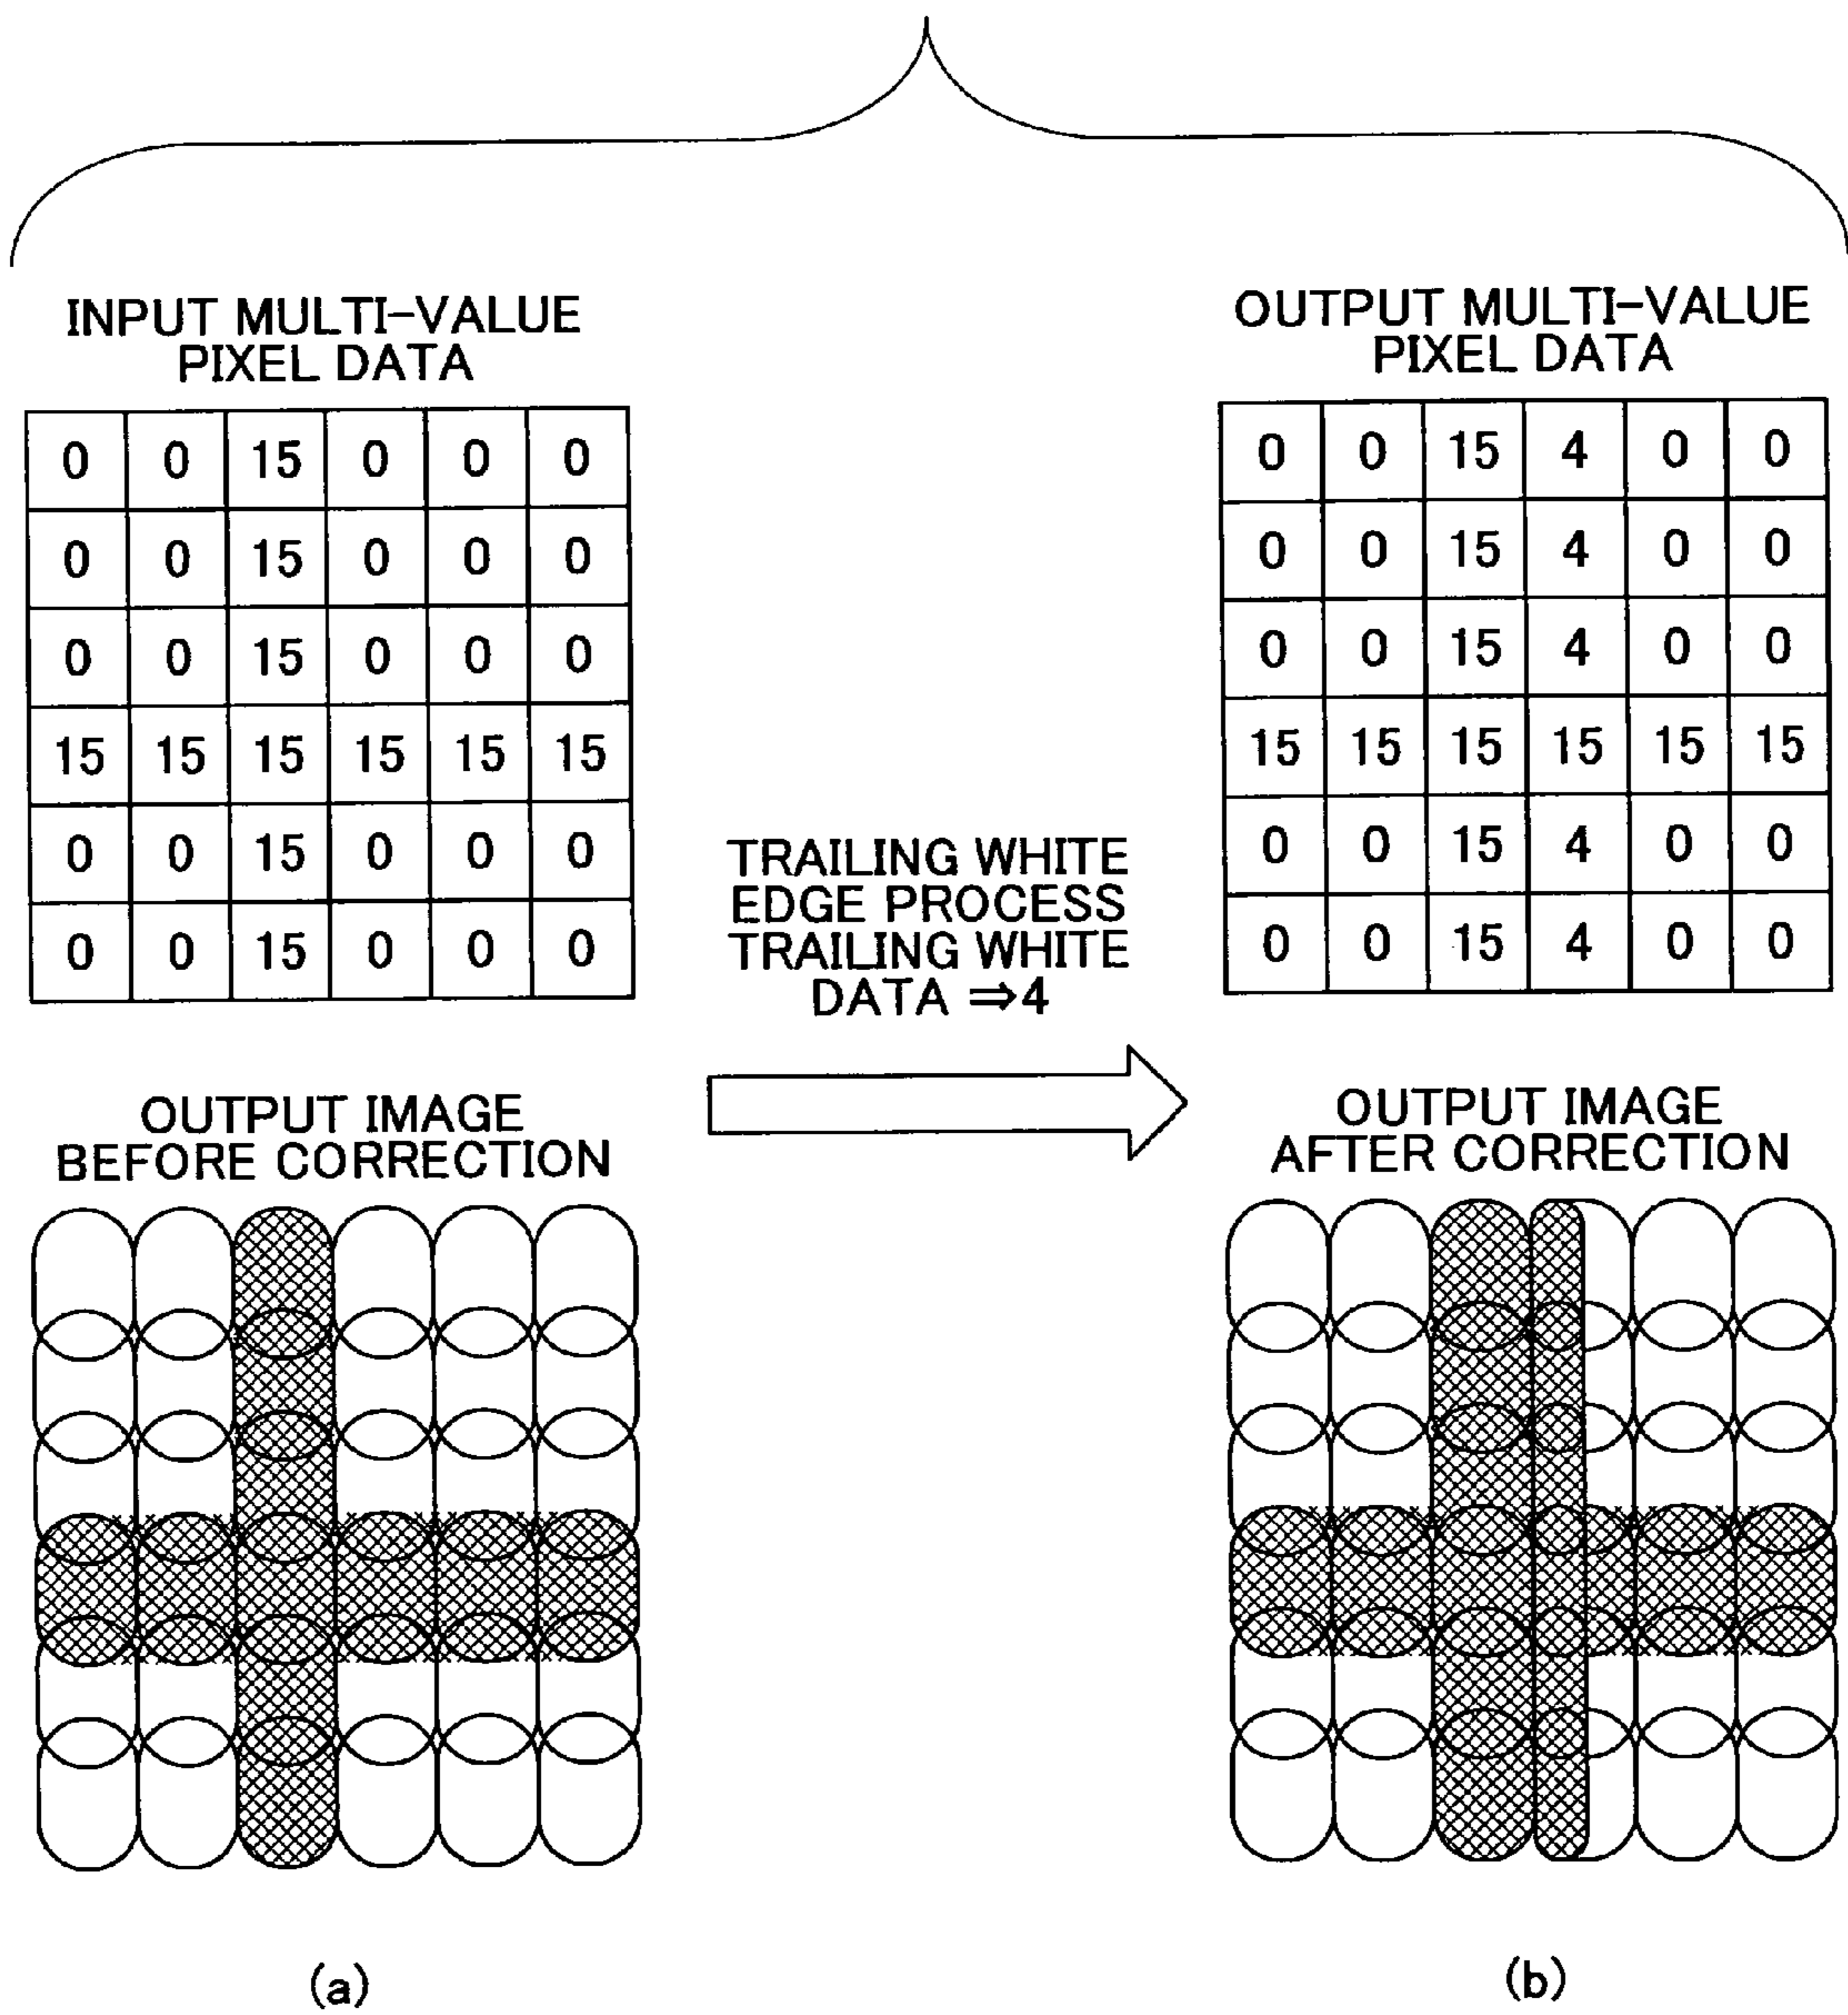 INPUT MULTI-VALUE
PIXEL DATA
0 0 15 0 0 0
0 0 15 0 0 0
0 0 15 0 0 0
15 15 15 15 15 15
0 0 15 0 0 0
0 0 15 0 0 0
OUTPUT IMAGE
BEFORE CORRECTION
(a)
TRAILING WHITE
EDGE PROCESS
TRAILING WHITE
DATA ⇒4
OUTPUT MULTI-VALUE
PIXEL DATA
0 0 15 4 0 0
0 0 15 4 0 0
0 0 15 4 0 0
15 15 15 15 15 15
0 0 15 4 0 0
0 0 15 4 0 0
OUTPUT IMAGE
AFTER CORRECTION
(b)